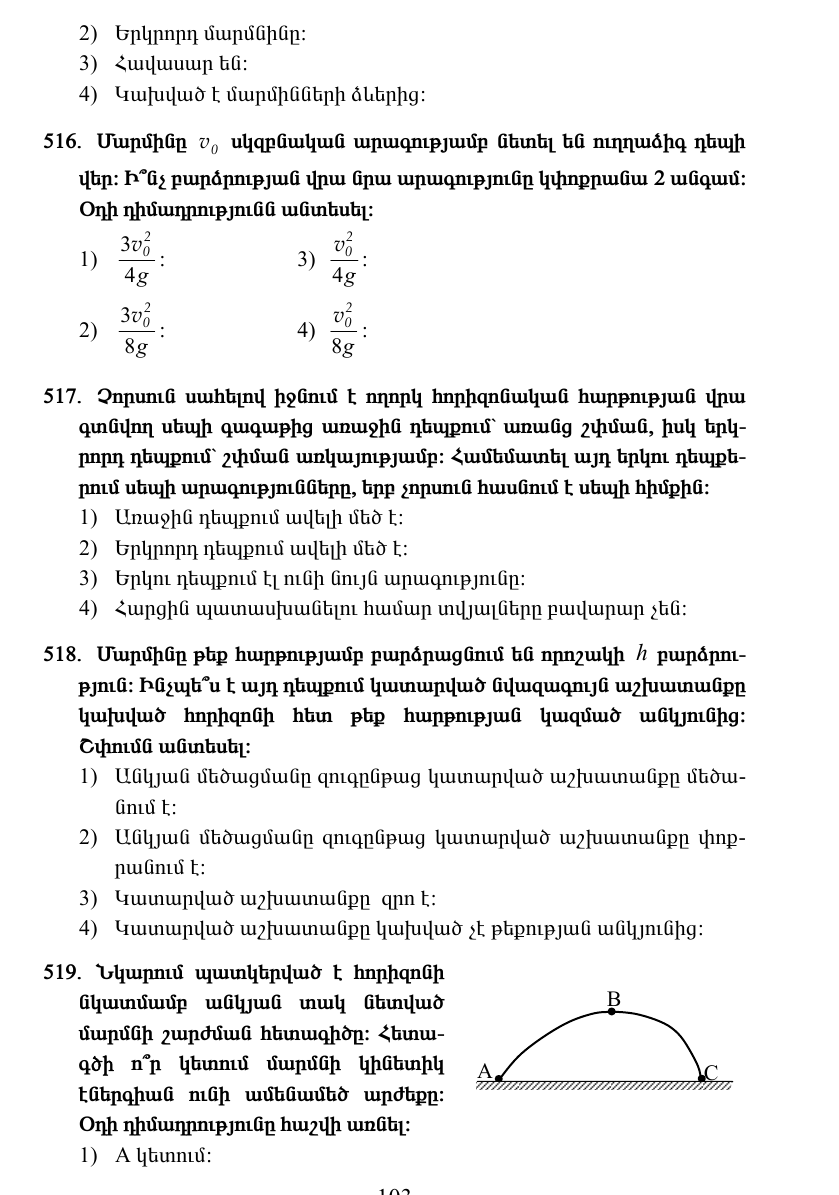 2) Երկրորդ մարմնինը:
3) Հավասար են:
4) Կախված է մարմինների ձևերից:
516. Մարմինը v₀ սկզբնական արագությամբ նետել են ուղղաձիգ դեպի
վեր: Ի՞նչ բարձրության վրա նրա արագությունը կփոքրանա 2 անգամ:
Օդի դիմադրությունն անտեսել:
1) 3v₀²/4g : 3) v₀²/4g :
2) 3v₀²/8g : 4) v₀²/8g :
517. Չորսուն սահելով իջնում է ողորկ հորիզոնական հարթության վրա
գտնվող սեպի գագաթից առաջին դեպքում՝ առանց շփման, իսկ երկ-
րորդ դեպքում՝ շփման առկայությամբ: Համեմատել այդ երկու դեպքե-
րում սեպի արագությունները, երբ չորսուն հասնում է սեպի հիմքին:
1) Առաջին դեպքում ավելի մեծ է:
2) Երկրորդ դեպքում ավելի մեծ է:
3) Երկու դեպքում էլ ունի նույն արագությունը:
4) Հարցին պատասխանելու համար տվյալները բավարար չեն:
518. Մարմինը թեք հարթությամբ բարձրացնում են որոշակի h բարձրու-
թյուն: Ինչպե՞ս է այդ դեպքում կատարված նվազագույն աշխատանքը
կախված հորիզոնի հետ թեք հարթության կազմած անկյունից:
Շփումն անտեսել:
1) Անկյան մեծացմանը զուգընթաց կատարված աշխատանքը մեծա-
նում է:
2) Անկյան մեծացմանը զուգընթաց կատարված աշխատանքը փոք-
րանում է:
3) Կատարված աշխատանքը զրո է:
4) Կատարված աշխատանքը կախված չէ թեքության անկյունից:
519. Նկարում պատկերված է հորիզոնի
նկատմամբ անկյան տակ նետված
մարմնի շարժման հետագիծը: Հետա-
գծի ո՞ր կետում մարմնի կինետիկ
էներգիան ունի ամենամեծ արժեքը:
Օդի դիմադրությունը հաշվի առնել:
1) A կետում:
B
A C
103